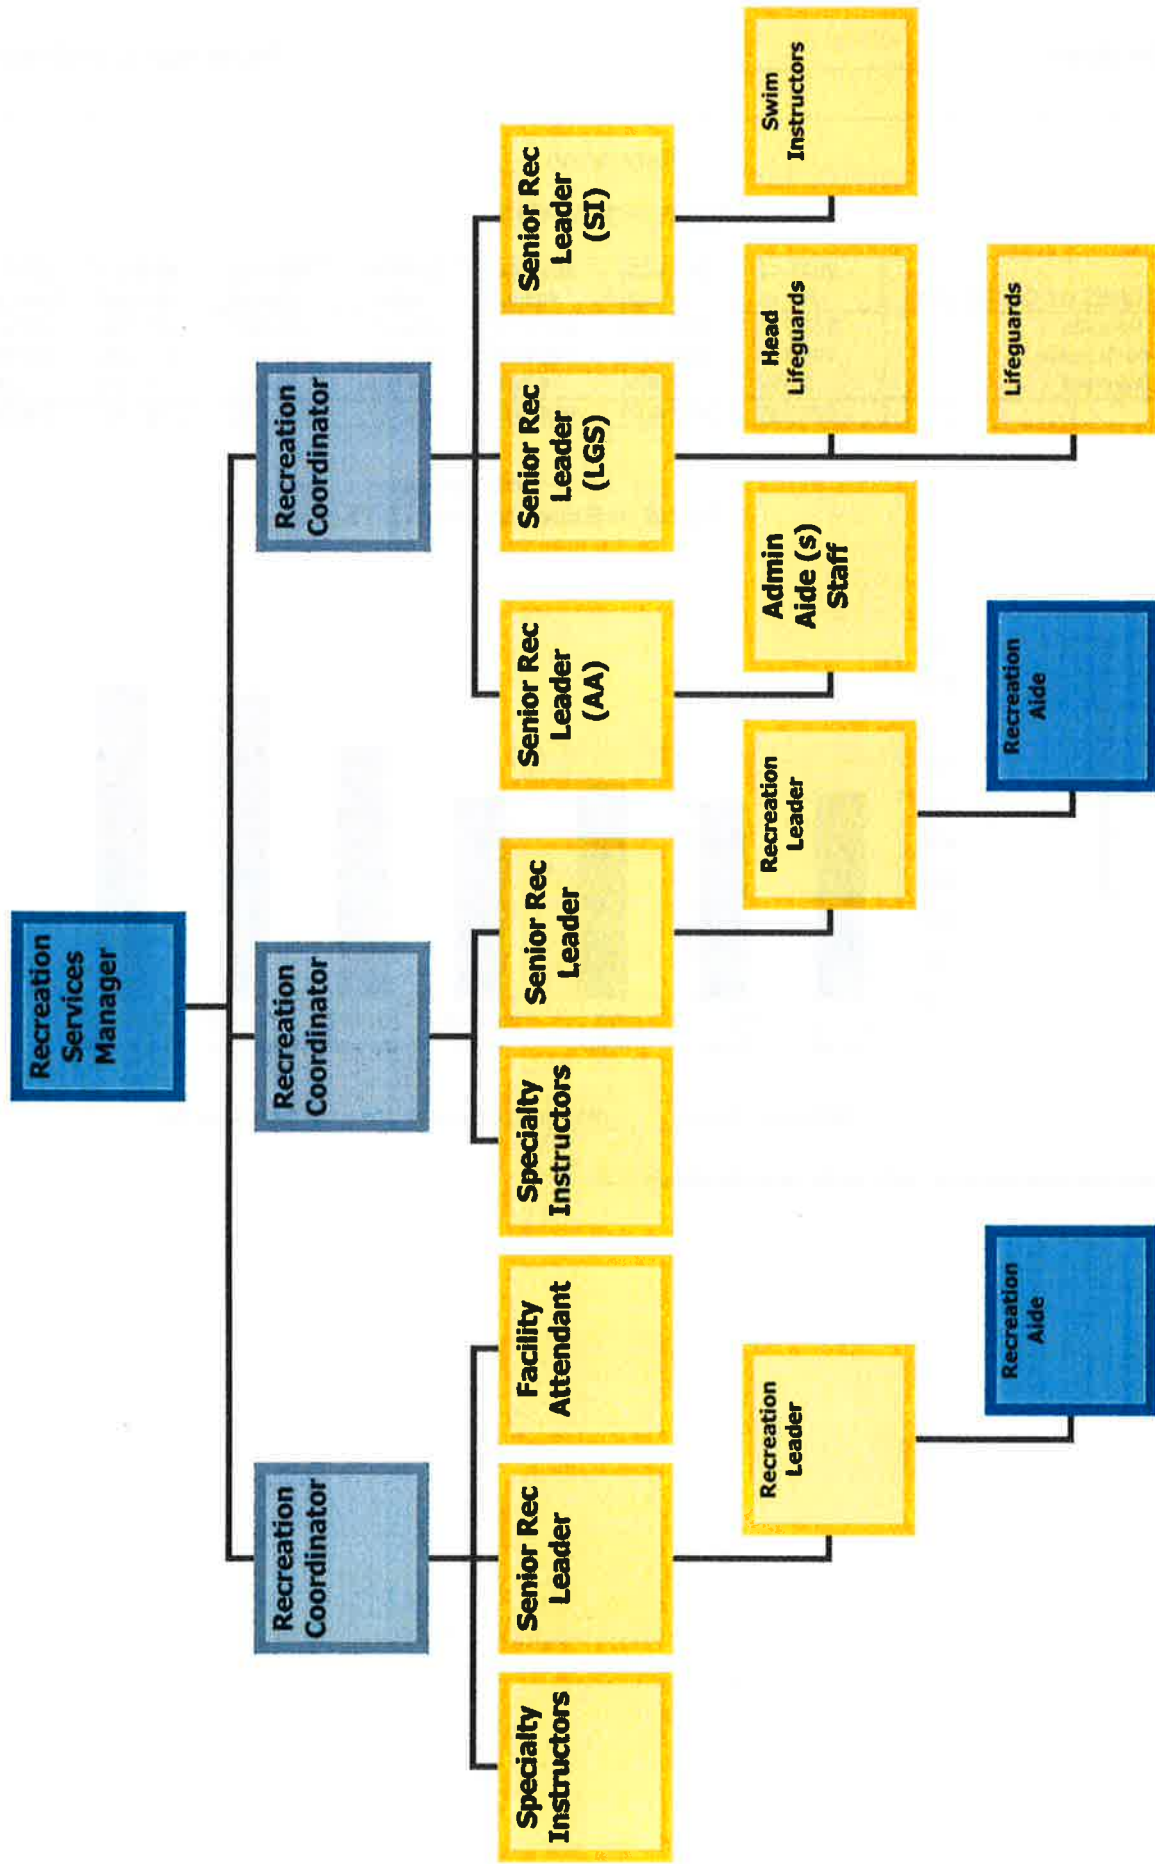 Recreation
Services
Manager
Recreation
Coordinator
Recreation
Coordinator
Recreation
Coordinator
Specialty
Instructors
Senior Rec
Leader
Facility
Attendant
Specialty
Instructors
Senior Rec
Leader
Senior Rec
Leader
(AA)
Senior Rec
Leader
(LGS)
Senior Rec
Leader
(SI)
Recreation
Leader
Recreation
Leader
Admin
Aide (s)
Staff
Head
Lifeguards
Swim
Instructors
Recreation
Aide
Recreation
Aide
Lifeguards